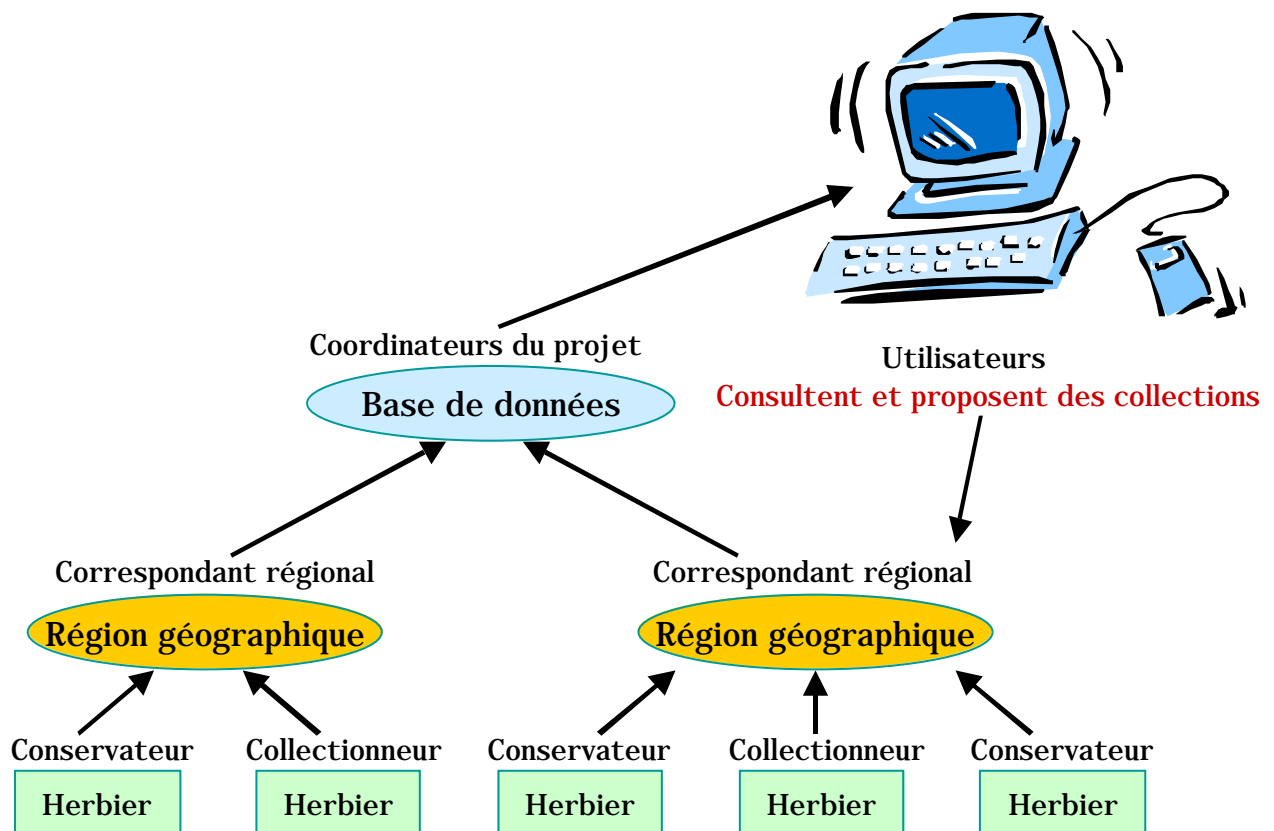 Coordinateurs du projet
Base de données
Utilisateurs
Consultent et proposent des collections
Correspondant régional
Correspondant régional
Région géographique
Région géographique
Conservateur
Collectionneur
Conservateur
Collectionneur
Conservateur
Herbier
Herbier
Herbier
Herbier
Herbier